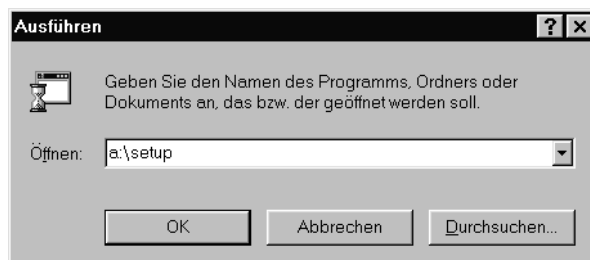 Ausführen
Geben Sie den Namen des Programms, Ordners oder
Dokuments an, das bzw. der geöffnet werden soll.
Öffnen: a:\setup
OK Abbrechen Durchsuchen...